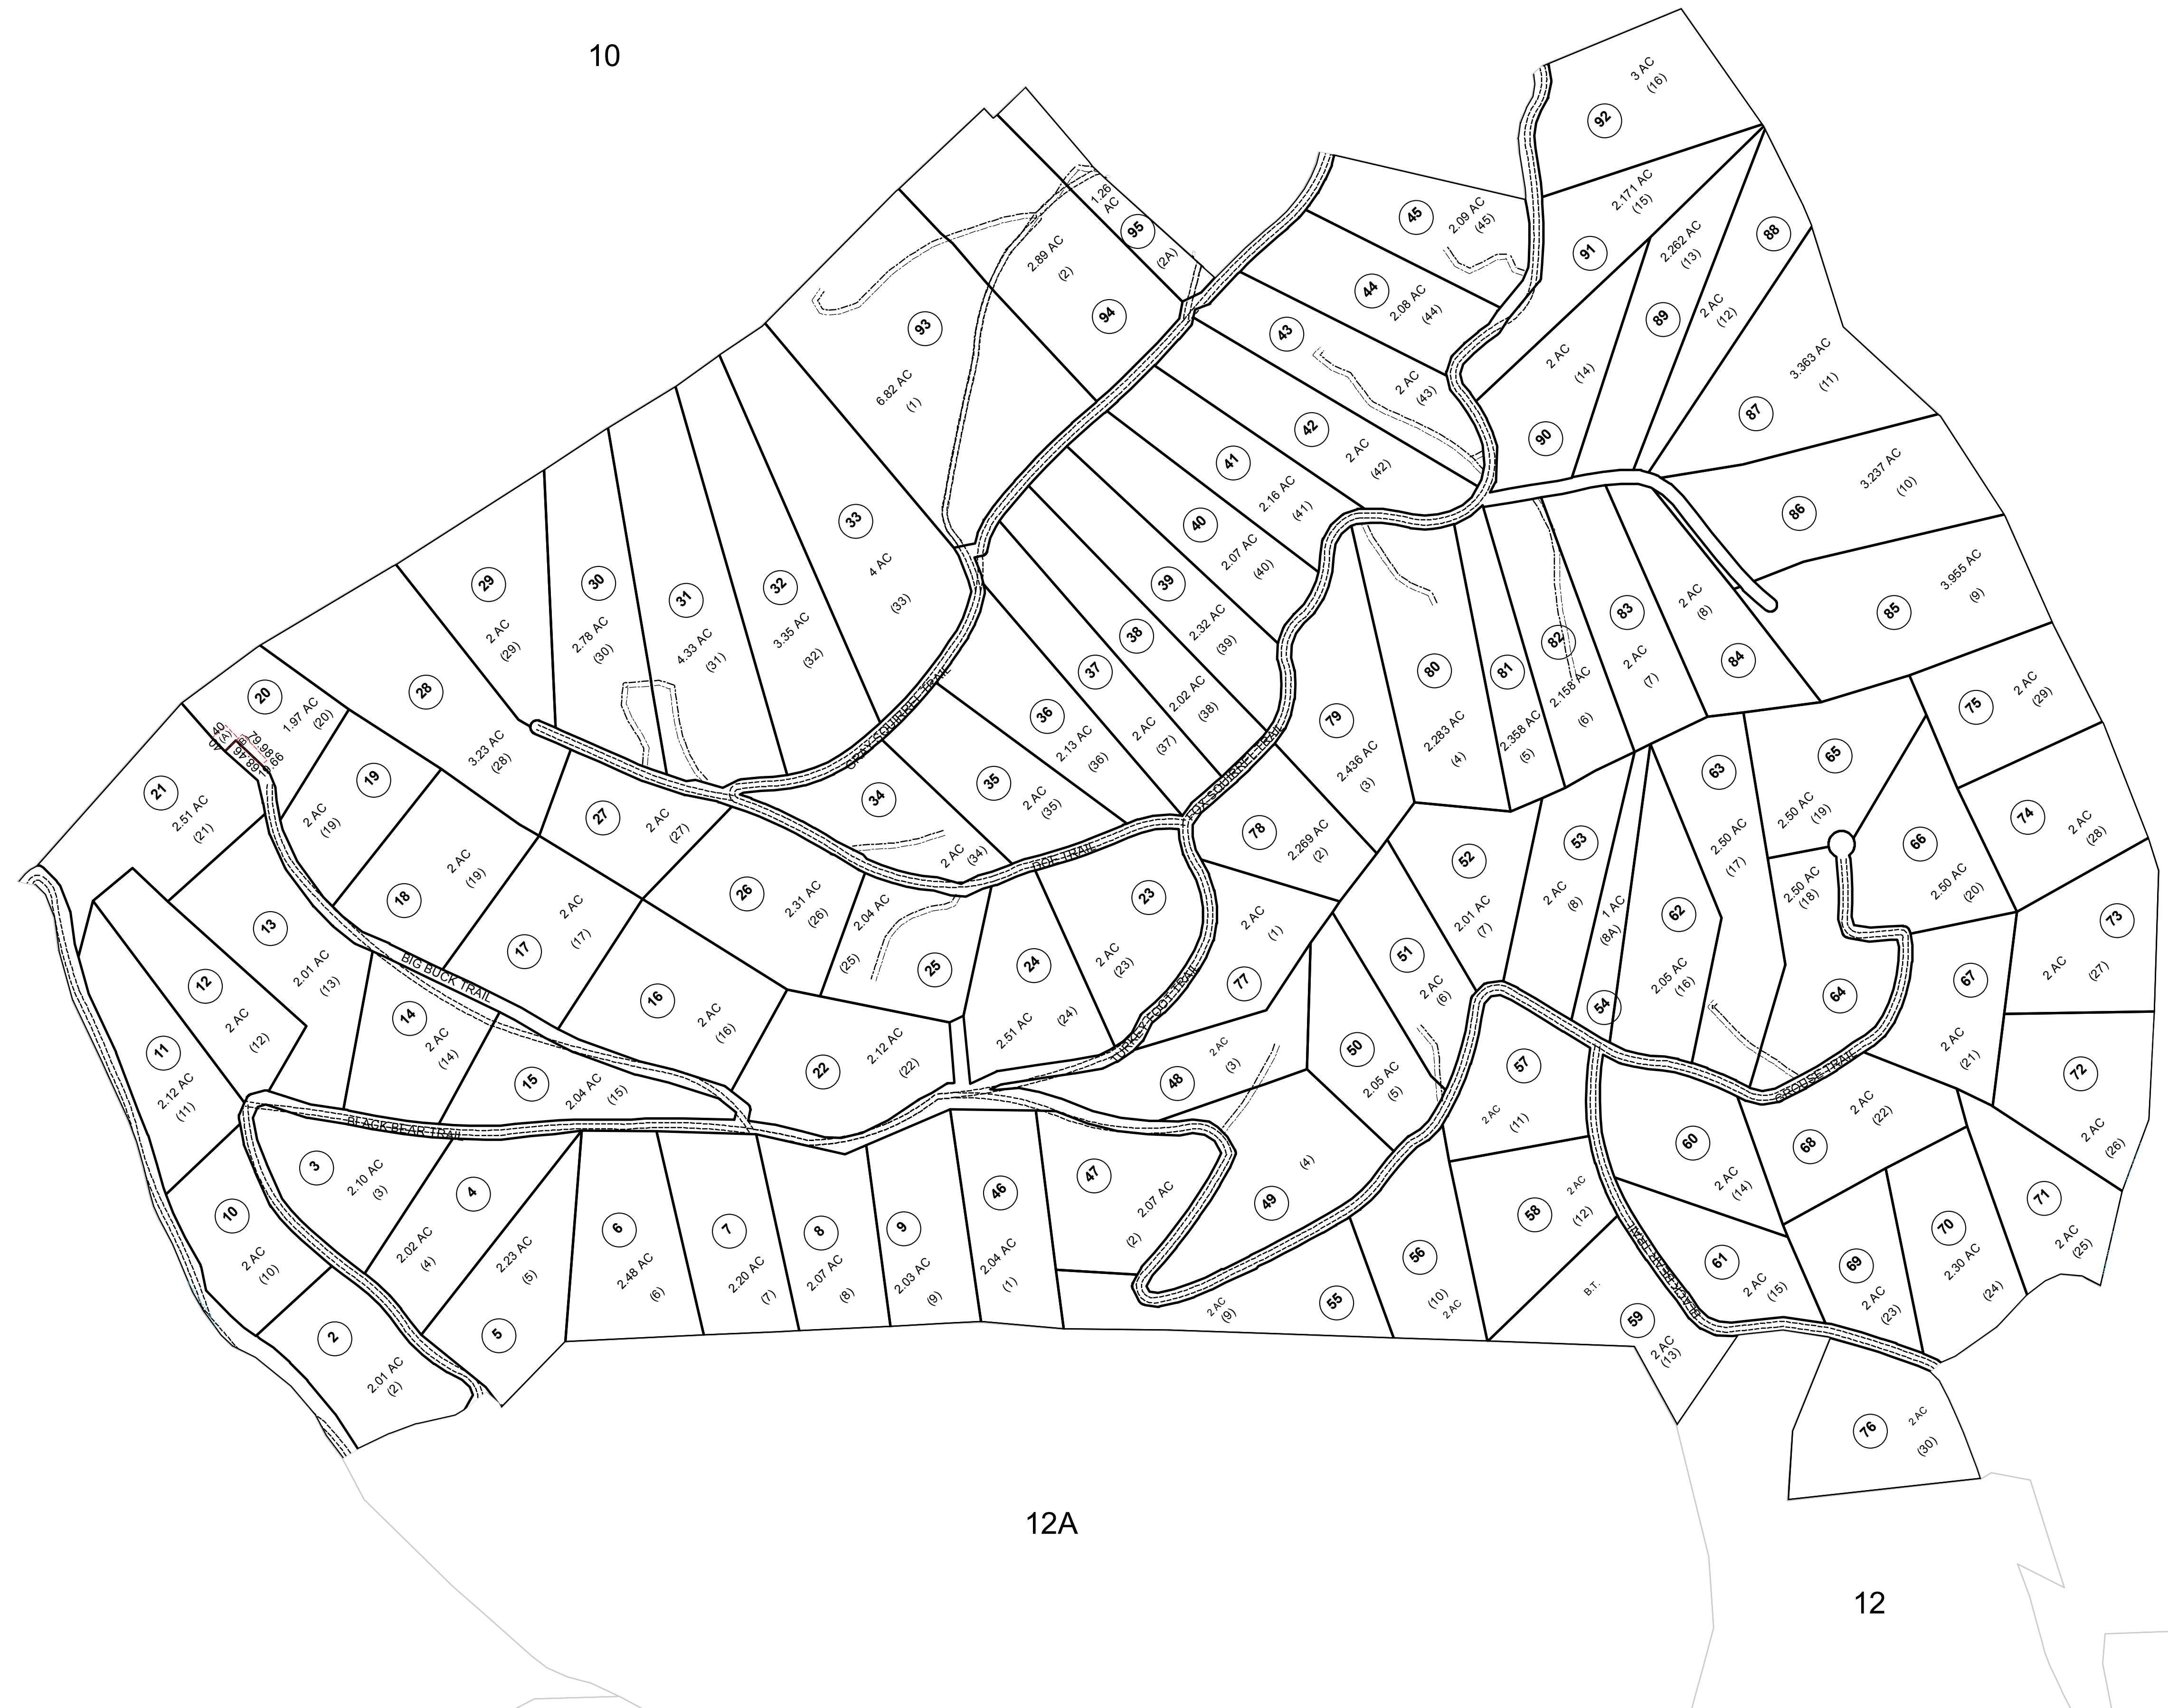 10
3 AC
(16)
92
2.171 AC
(15)
91
2.262 AC
(13)
89
88
2 AC
(12)
3.363 AC
(11)
87
2 AC
(14)
90
3.237 AC
(10)
86
3.955 AC
(9)
85
1.26
AC
95
(2A)
2.89 AC
(2)
94
93
6.82 AC
(1)
45
2.09 AC
(45)
44
2.08 AC
(44)
43
2 AC
(43)
42
2 AC
(42)
41
2.16 AC
(41)
40
2.07 AC
(40)
39
2.32 AC
(39)
38
2.02 AC
(38)
37
2 AC
(37)
36
2.13 AC
(36)
35
2 AC
(35)
34
2 AC
(34)
33
4 AC
(33)
32
3.35 AC
(32)
31
4.33 AC
(31)
30
2.78 AC
(30)
29
2 AC
(29)
28
3.23 AC
(28)
27
2 AC
(27)
26
2.31 AC
(26)
2.04 AC
(25)
25
24
2.51 AC
(24)
23
2 AC
(23)
22
2.12 AC
(22)
GRAY SQUIRREL TRAIL
DOE TRAIL
FOX SQUIRREL TRAIL
TURKEY FOOT TRAIL
20
1.97 AC
(20)
40
(A)
40
(B)
79.98
68.46
19.66
21
2.51 AC
(21)
19
2 AC
(19)
18
2 AC
(19)
17
2 AC
(17)
16
2 AC
(16)
BIG BUCK TRAIL
15
2.04 AC
(15)
14
2 AC
(14)
13
2.01 AC
(13)
12
2 AC
(12)
11
2.12 AC
(11)
BLACK BEAR TRAIL
10
2 AC
(10)
2
2.01 AC
(2)
3
2.10 AC
(3)
4
2.02 AC
(4)
2.23 AC
(5)
5
6
2.48 AC
(6)
7
2.20 AC
(7)
8
2.07 AC
(8)
9
2.03 AC
(9)
46
2.04 AC
(1)
47
2.07 AC
(2)
48
2 AC
(3)
49
(4)
50
2.05 AC
(5)
51
2 AC
(6)
52
2.01 AC
(7)
53
2 AC
(8)
1 AC
(8A)
54
2 AC
(9)
55
56
(10)
2 AC
57
2 AC
(11)
58
2 AC
(12)
B.T.
59
2 AC
(13)
60
2 AC
(14)
61
2 AC
(15)
BLACK BEAR TRAIL
62
2.05 AC
(16)
63
2.50 AC
(17)
2.50 AC
(18)
64
65
2.50 AC
(19)
66
2.50 AC
(20)
67
2 AC
(21)
68
2 AC
(22)
GROUSE TRAIL
69
2 AC
(23)
70
2.30 AC
(24)
71
2 AC
(25)
72
2 AC
(26)
73
2 AC
(27)
74
2 AC
(28)
75
2 AC
(29)
76
2 AC
(30)
77
2 AC
(1)
78
2.269 AC
(2)
79
2.436 AC
(3)
80
2.283 AC
(4)
81
2.358 AC
(5)
82
2.158 AC
(6)
83
2 AC
(7)
2 AC
(8)
84
12A
12